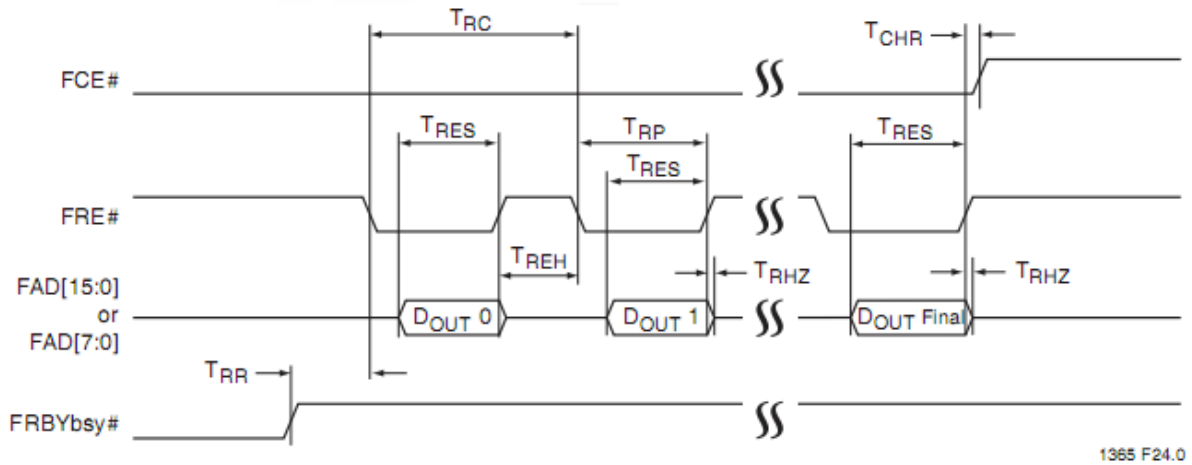 TRC
TCHR
FCE#
TRES
TRP
TRES
TRES
FRE#
TREH
TRHZ
TRHZ
FAD[15:0]
or
FAD[7:0]
DOUT 0
DOUT 1
DOUT Final
TRR
FRBYbsy#
1365 F24.0